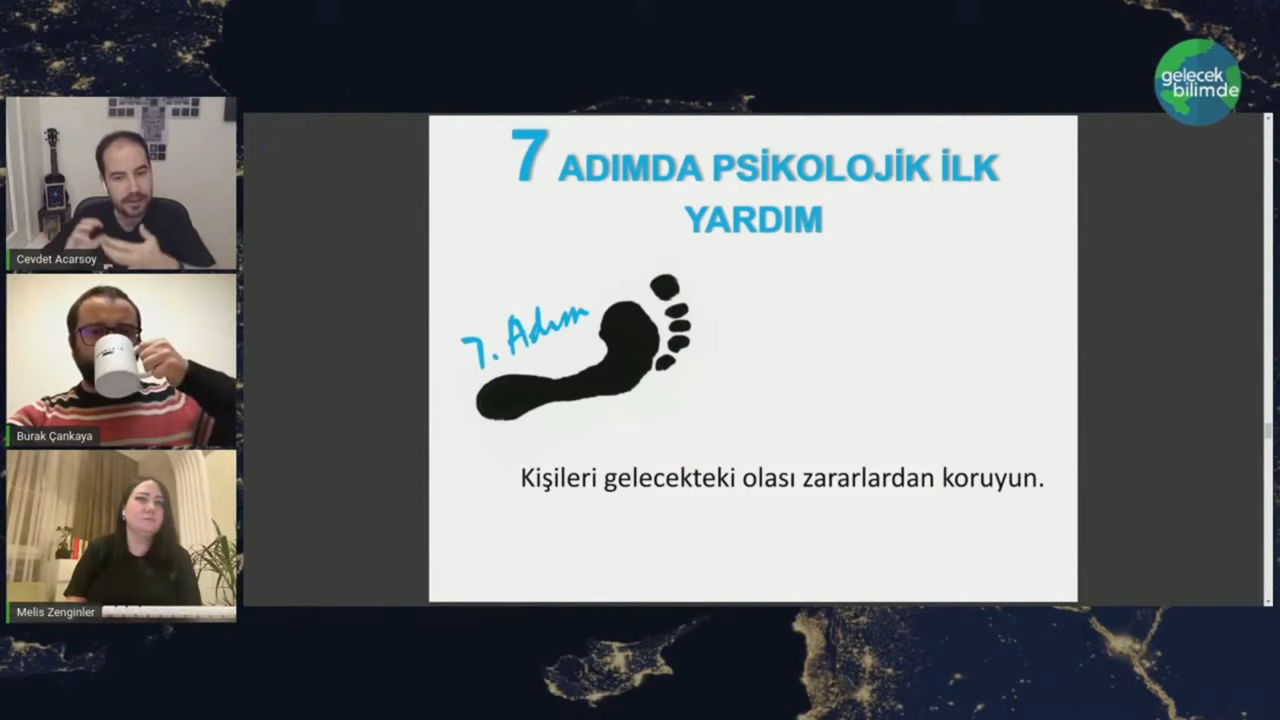 gelecek
bilimde
Cevdet Acarsoy
Burak Çankaya
Melis Zenginler
7 ADIMDA PSİKOLOJİK İLK
YARDIM
7. Adım
Kişileri gelecekteki olası zararlardan koruyun.